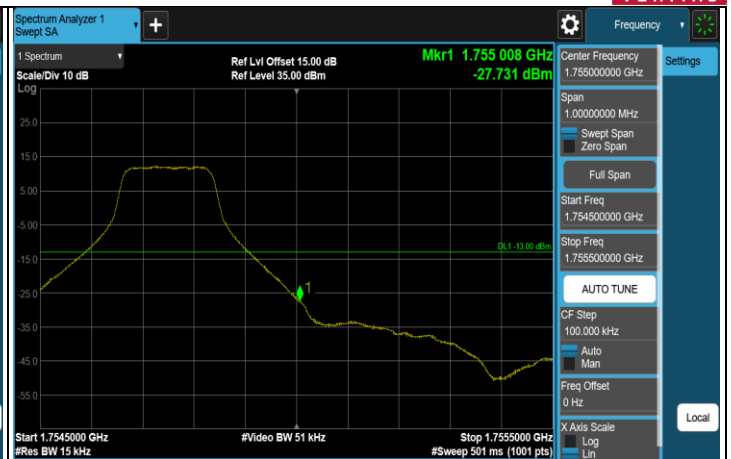 Spectrum Analyzer 1
Swept SA
+
Frequency
1 Spectrum
Scale/Div 10 dB
Log
Ref Lvl Offset 15.00 dB
Ref Level 35.00 dBm
Mkr1 1.755 008 GHz
-27.731 dBm
25.0
15.0
5.00
-5.00
-15.0
-25.0
-35.0
-45.0
-55.0
DL1 -13.00 dBm
1
Start 1.7545000 GHz
#Res BW 15 kHz
#Video BW 51 kHz
Stop 1.7555000 GHz
#Sweep 501 ms (1001 pts)
Center Frequency
1.755000000 GHz
Settings
Span
1.00000000 MHz
Swept Span
Zero Span
Full Span
Start Freq
1.754500000 GHz
Stop Freq
1.755500000 GHz
AUTO TUNE
CF Step
100.000 kHz
Auto
Man
Freq Offset
0 Hz
X Axis Scale
Log
Lin
Local